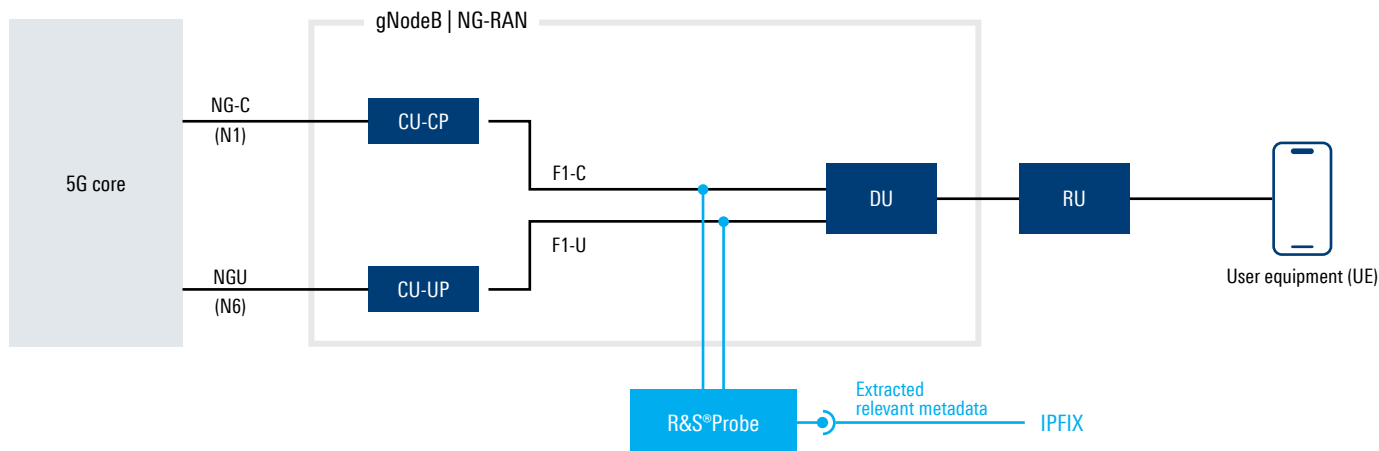 gNodeB | NG-RAN
NG-C
(N1)
CU-CP
5G core
F1-C
DU
RU
F1-U
NGU
(N6)
CU-UP
User equipment (UE)
R&S®Probe
Extracted
relevant metadata
IPFIX